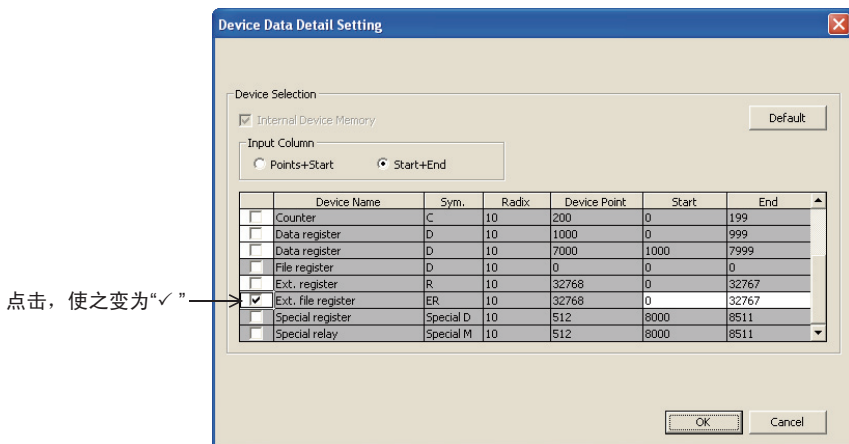 Device Data Detail Setting
Device Selection
Internal Device Memory
Default
Input Column
Points+Start Start+End
Device Name Sym. Radix Device Point Start End
Counter C 10 200 0 199
Data register D 10 1000 0 999
Data register D 10 7000 1000 7999
File register D 10 0 0 0
Ext. register R 10 32768 0 32767
点击，使之变为“✓” Ext. file register ER 10 32768 0 32767
Special register Special D 10 512 8000 8511
Special relay Special M 10 512 8000 8511
OK Cancel